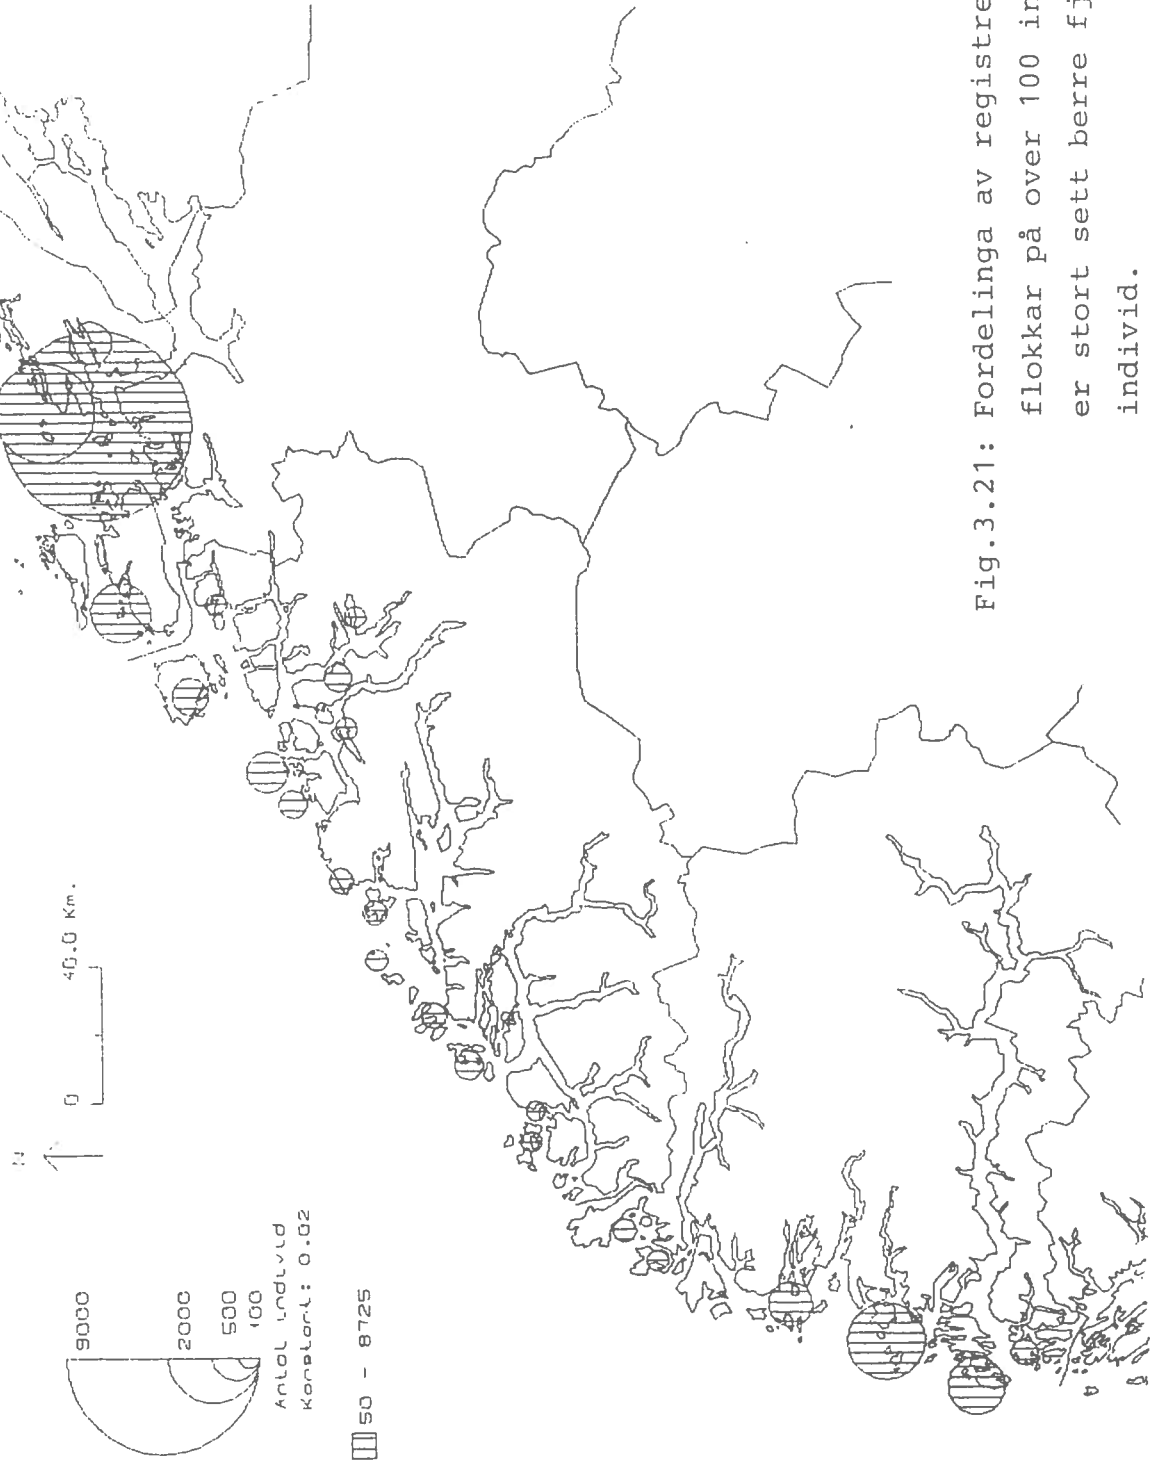 9000
2000
500
100
Antal individ
Konstant: 0.02
50 - 8725
N
0 40.0 Km.
Fig.3.21: Fordelinga av registre
flokkar på over 100 in
er stort sett berre fj
individ.